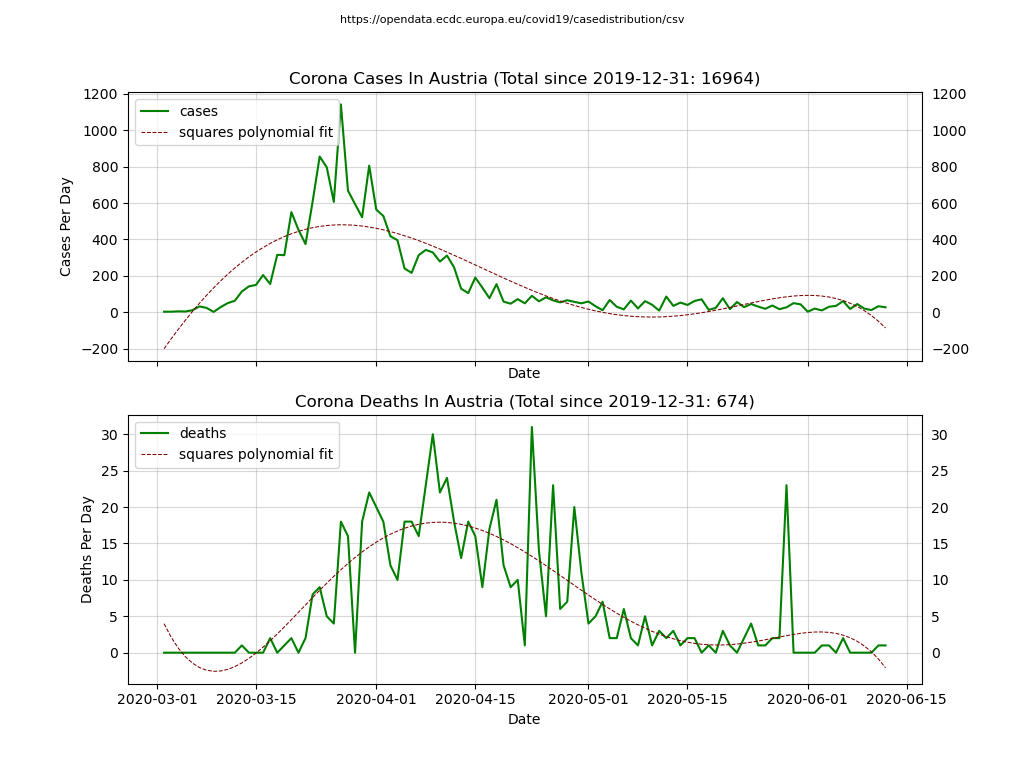 https://opendata.ecdc.europa.eu/covid19/casedistribution/csv
Corona Cases In Austria (Total since 2019-12-31: 16964)
cases
squares polynomial fit
Cases Per Day
1200
1000
800
600
400
200
0
−200
1200
1000
800
600
400
200
0
−200
Date
Corona Deaths In Austria (Total since 2019-12-31: 674)
deaths
squares polynomial fit
Deaths Per Day
30
25
20
15
10
5
0
30
25
20
15
10
5
0
2020-03-01 2020-03-15 2020-04-01 2020-04-15 2020-05-01 2020-05-15 2020-06-01 2020-06-15
Date